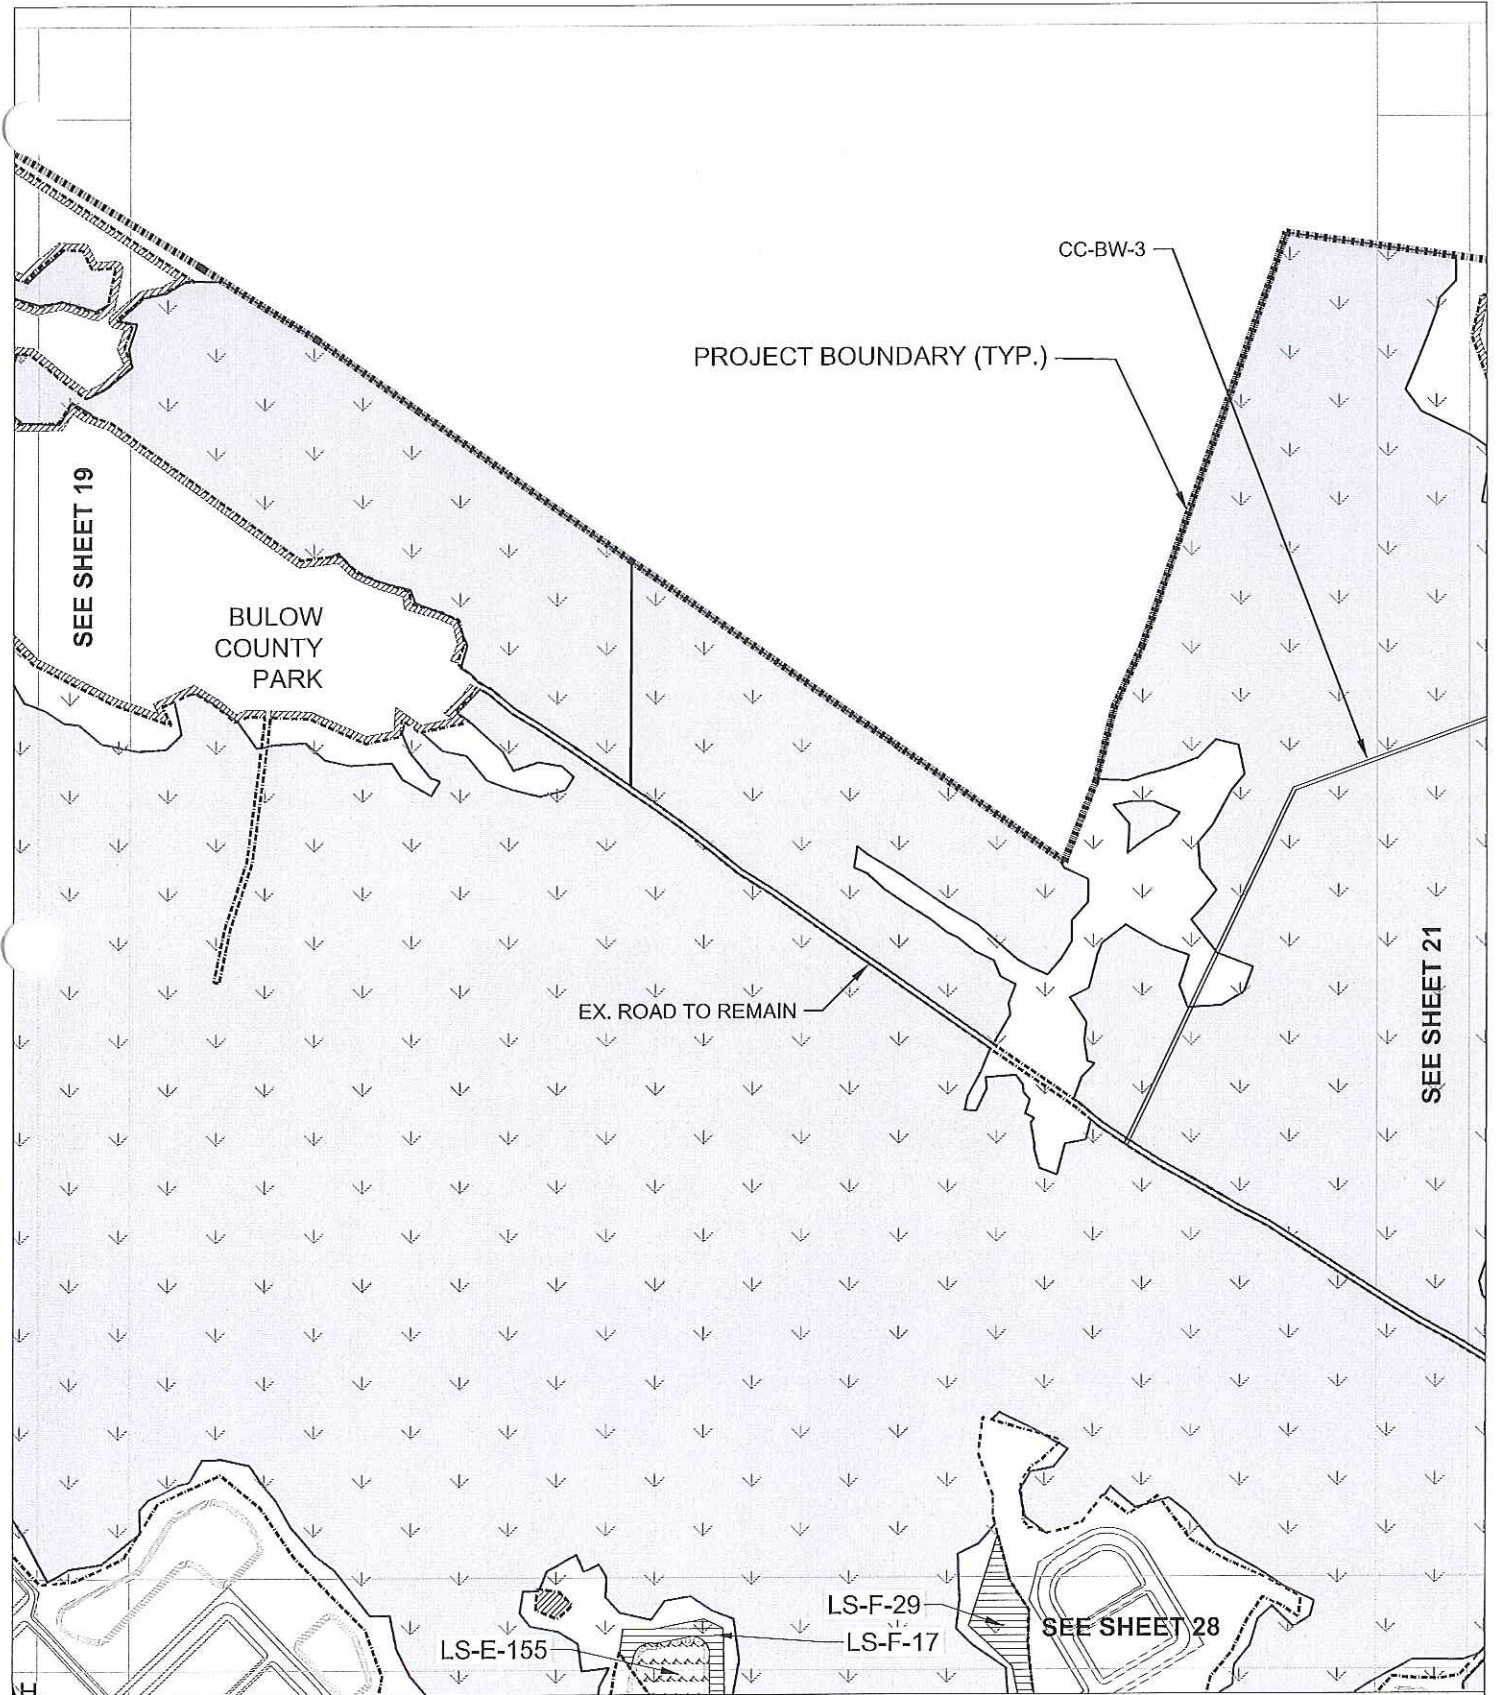 CC-BW-3
PROJECT BOUNDARY (TYP.)
SEE SHEET 19
BULOW
COUNTY
PARK
EX. ROAD TO REMAIN
SEE SHEET 21
LS-F-29
SEE SHEET 28
LS-F-17
LS-E-155
H